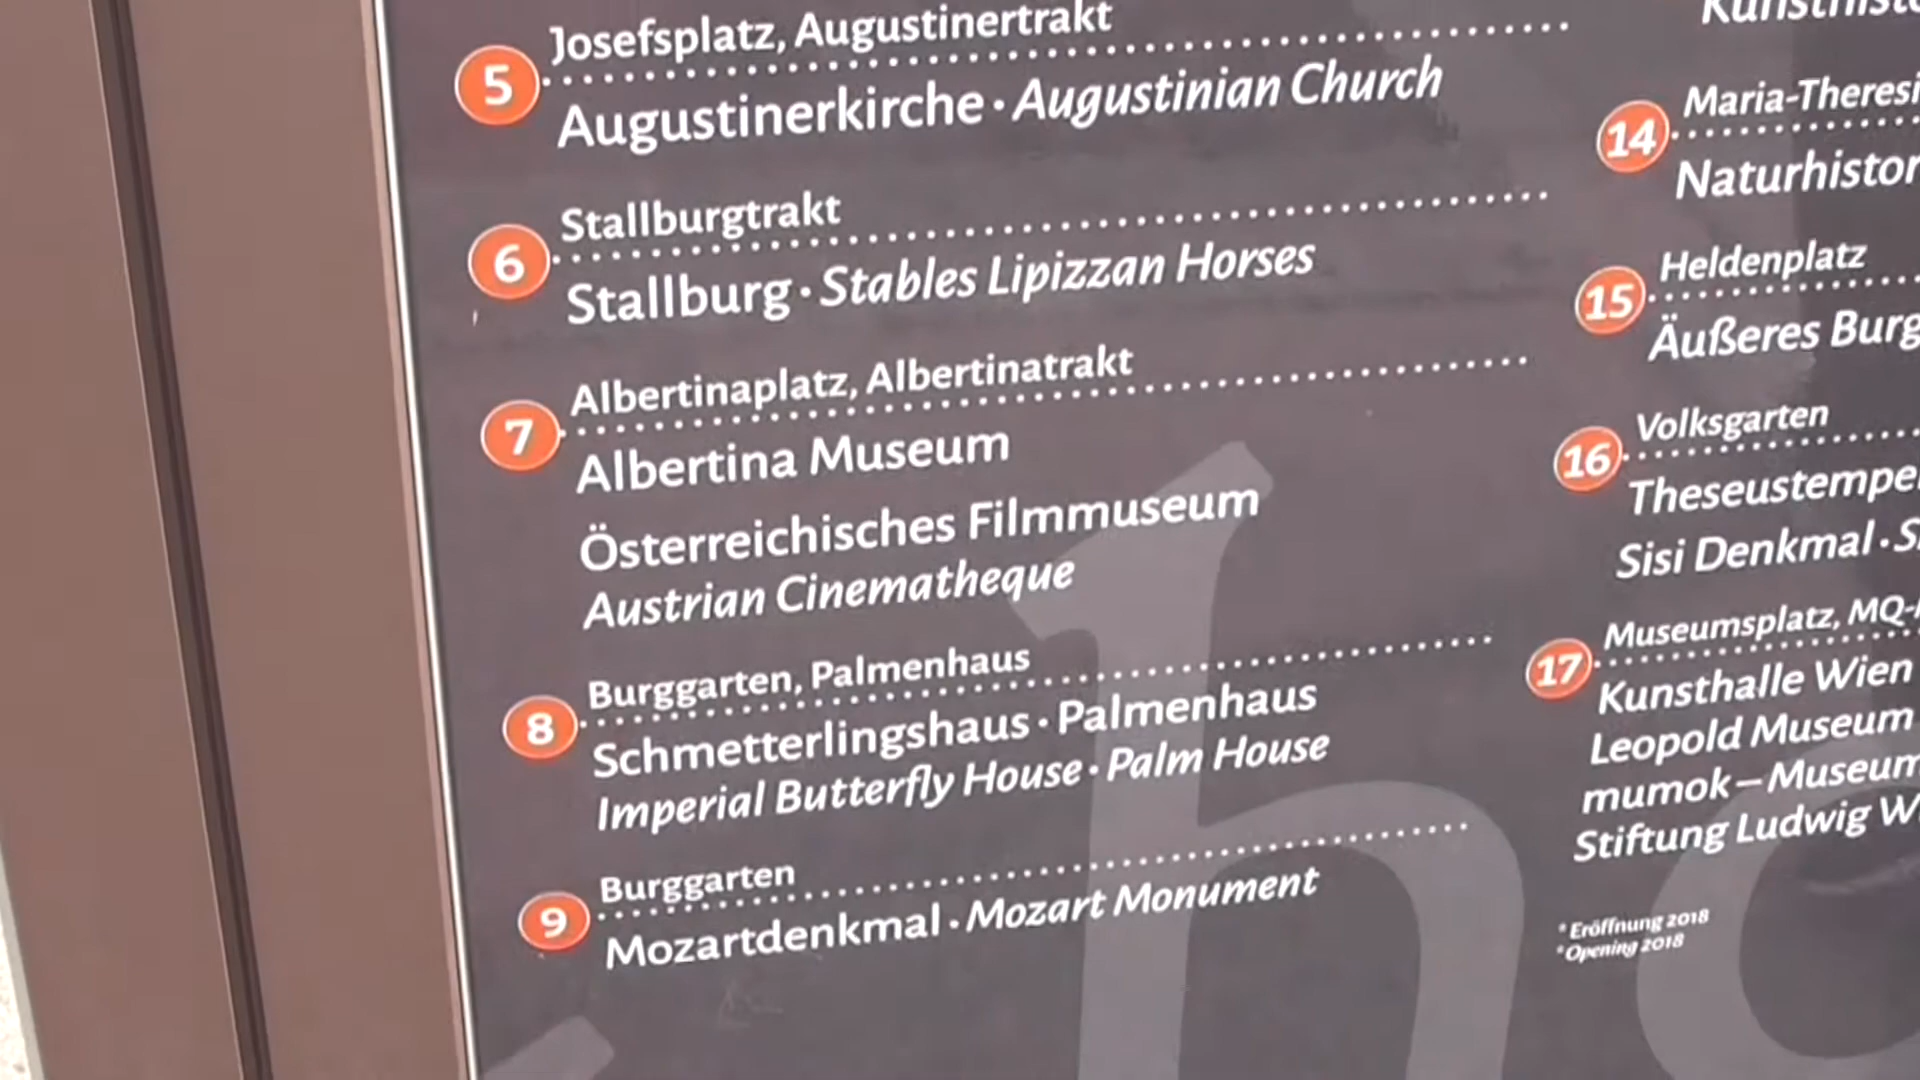 5
Josefsplatz, Augustinertrakt
Augustinerkirche · Augustinian Church
6
Stallburgtrakt
Stallburg · Stables Lipizzan Horses
7
Albertinaplatz, Albertinatrakt
Albertina Museum
Österreichisches Filmmuseum
Austrian Cinematheque
8
Burggarten, Palmenhaus
Schmetterlingshaus · Palmenhaus
Imperial Butterfly House · Palm House
9
Burggarten
Mozartdenkmal · Mozart Monument
14
15
Heldenplatz
Äußeres
16
Volksgarten
Sisi Denkmal ·
17
Museumsplatz,
Kunsthalle Wien
Leopold Museum
mumok – Museum
Stiftung Ludwig
* Eröffnung 2018
* Opening 2018